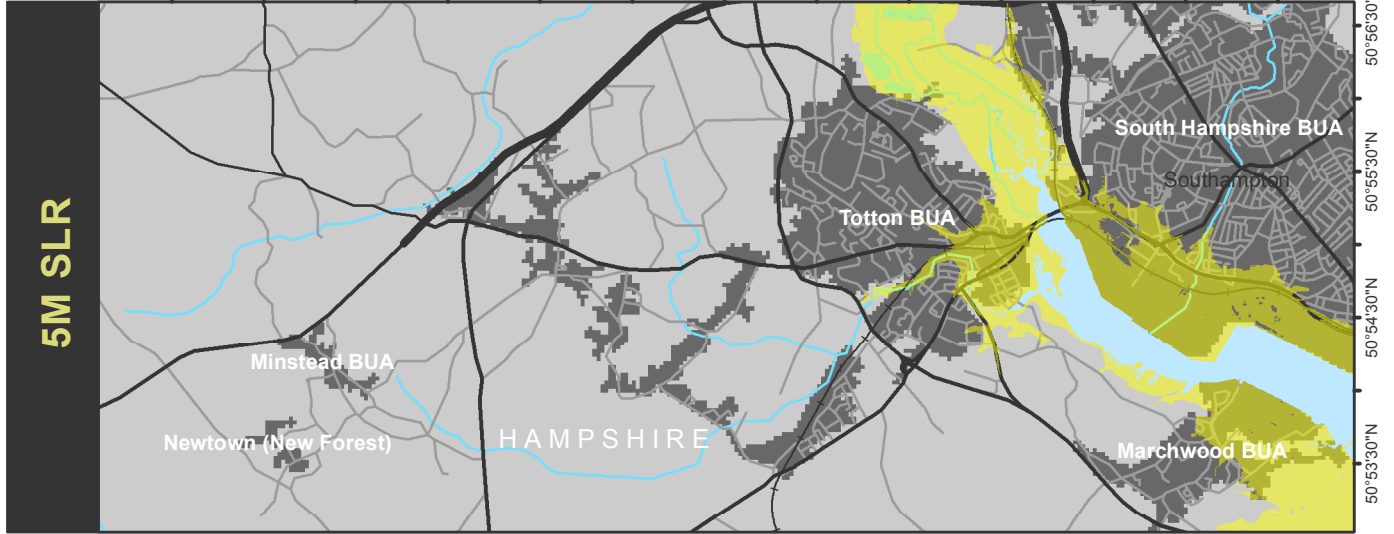 5M SLR
50°56'30"N
South Hampshire BUA
50°55'30"N
Southampton
Totton BUA
50°54'30"N
Minstead BUA
Newtown (New Forest)
HAMPSHIRE
Marchwood BUA
50°53'30"N